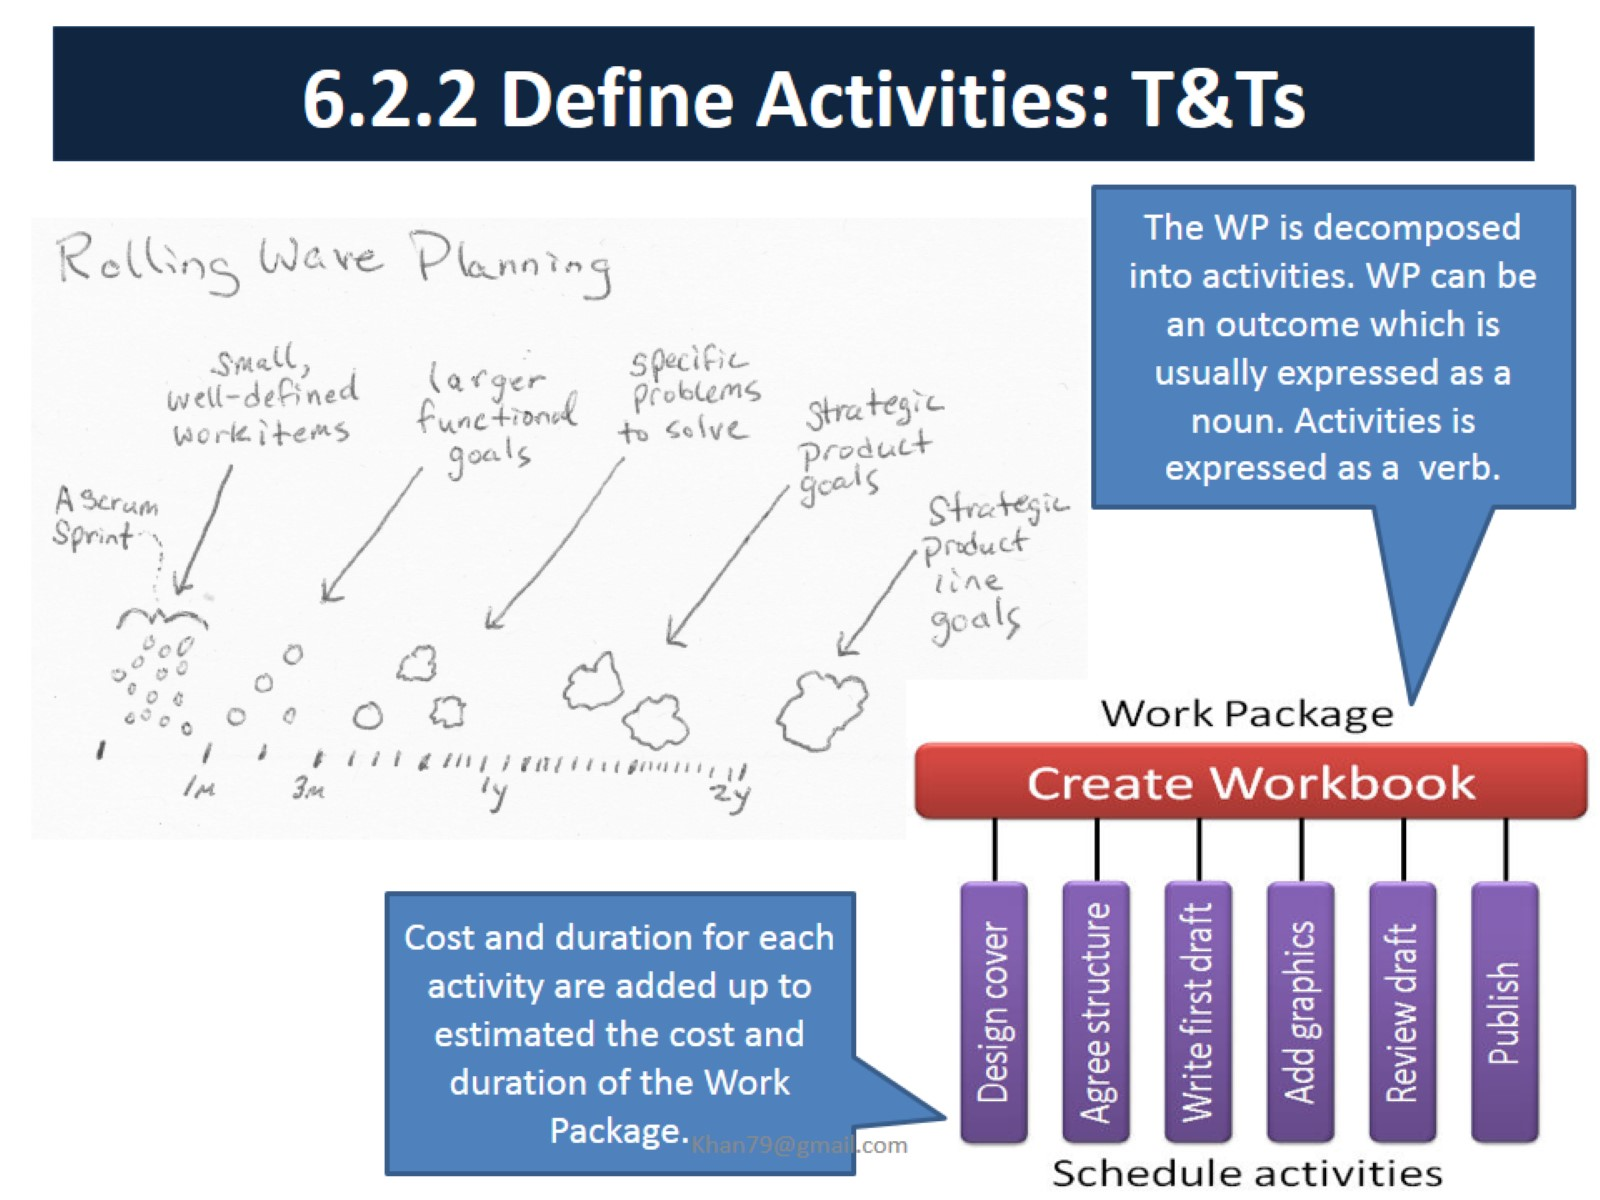 6.2.2 Define Activities: T&Ts
Rolling Wave Planning
Small,
well-defined
work items
larger
functional
goals
specific
problems
to solve
Strategic
product
goals
Strategic
product
line
goals
A scrum
Sprint
1m
3m
1y
2y
The WP is decomposed
into activities. WP can be
an outcome which is
usually expressed as a
noun. Activities is
expressed as a verb.
Work Package
Create Workbook
Design cover
Agree structure
Write first draft
Add graphics
Review draft
Publish
Schedule activities
Cost and duration for each
activity are added up to
estimated the cost and
duration of the Work
Package.
Khan79@gmail.com